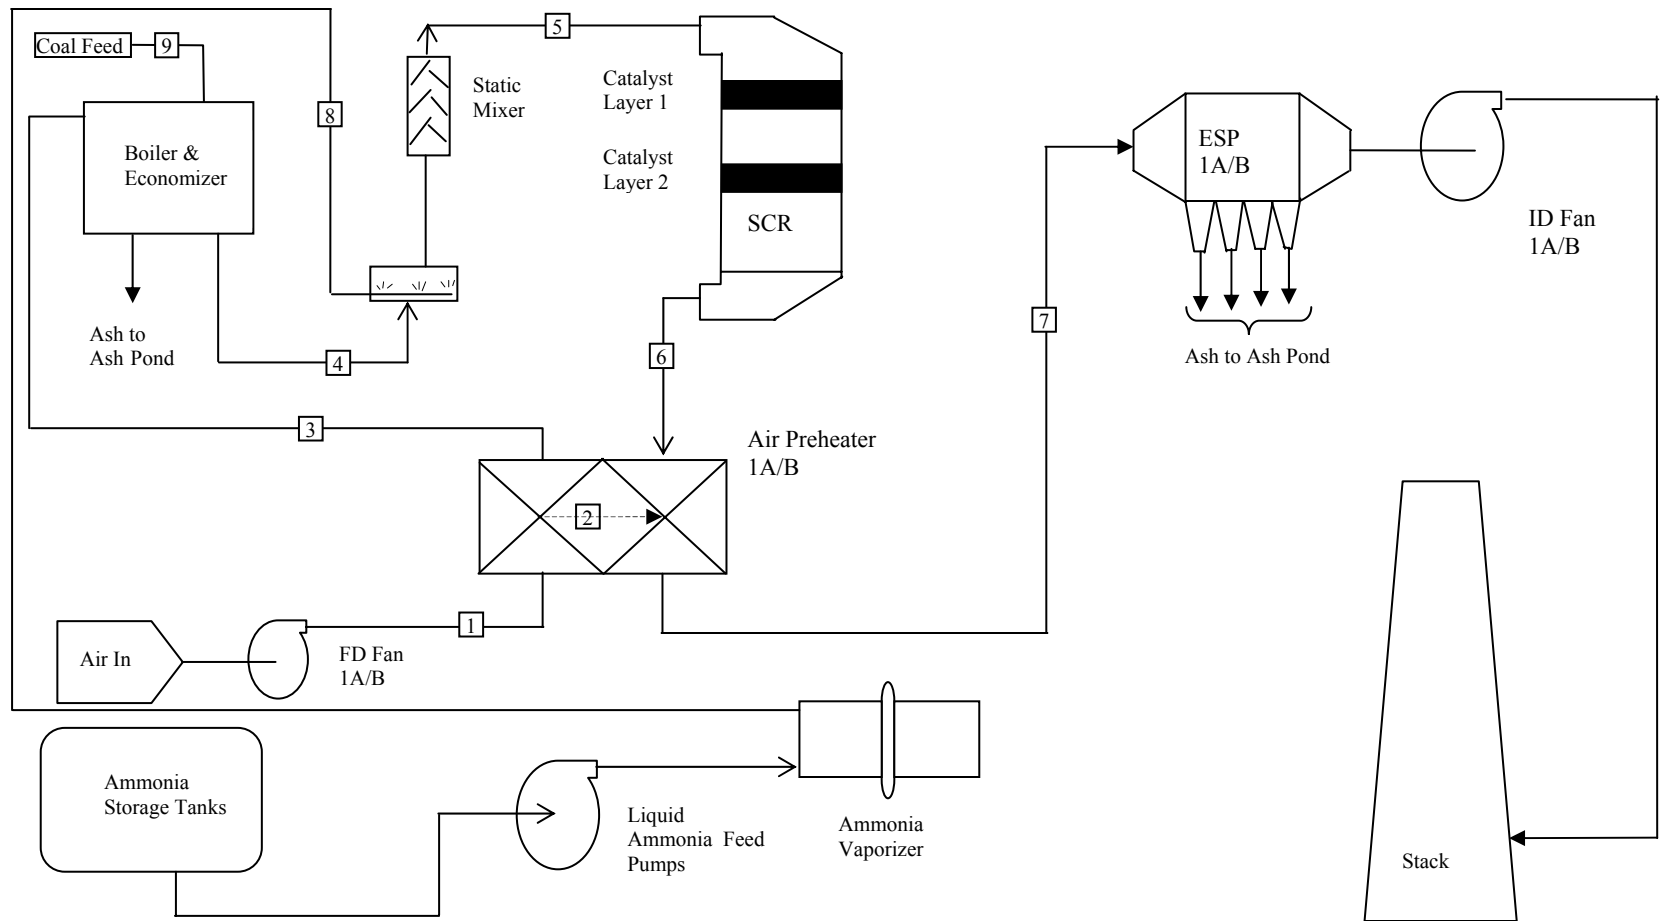 Coal Feed
9
5
8
Static
Mixer
Catalyst
Layer 1
Catalyst
Layer 2
SCR
Boiler &
Economizer
Ash to
Ash Pond
4
6
3
Air Preheater
1A/B
2
7
ESP
1A/B
Ash to Ash Pond
ID Fan
1A/B
1
Air In
FD Fan
1A/B
Ammonia
Storage Tanks
Liquid
Ammonia Feed
Pumps
Ammonia
Vaporizer
Stack